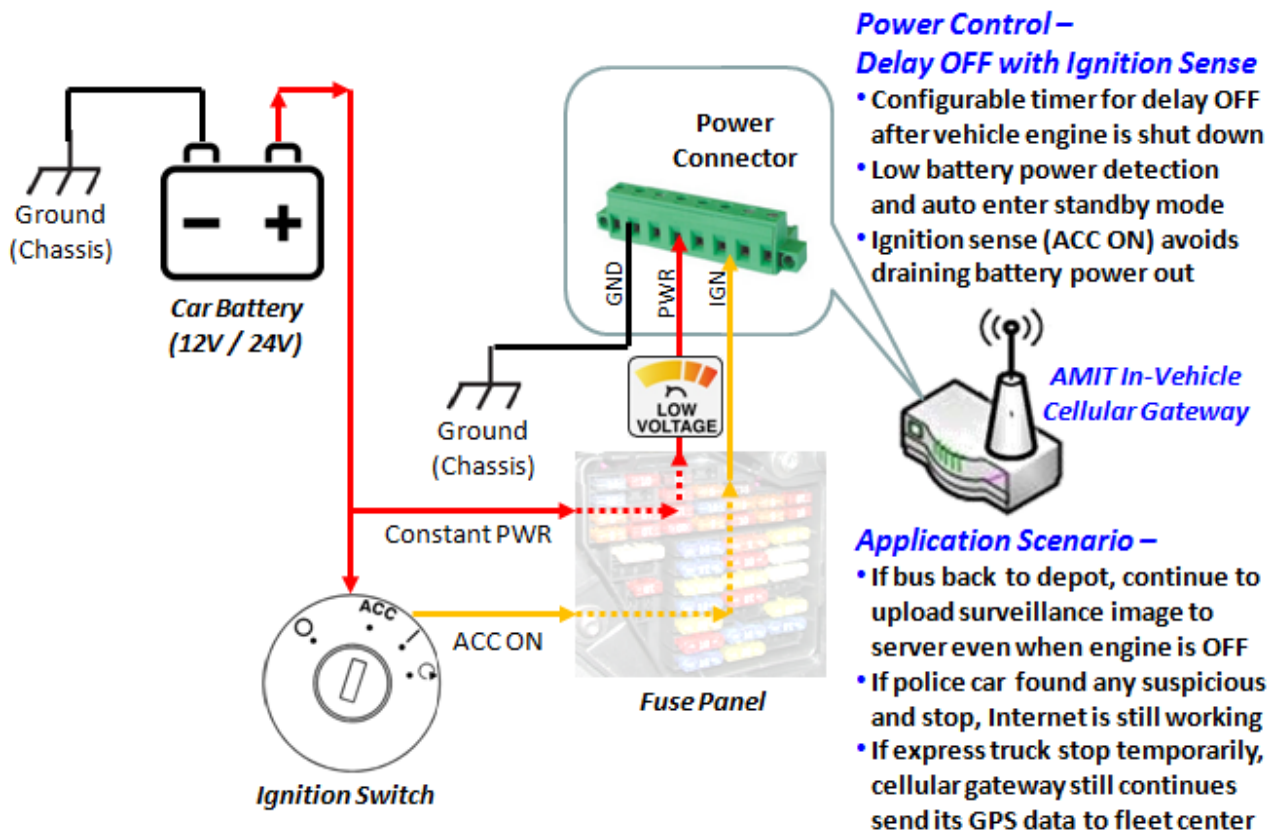 Power Control –
Delay OFF with Ignition Sense
• Configurable timer for delay OFF
after vehicle engine is shut down
• Low battery power detection
and auto enter standby mode
• Ignition sense (ACC ON) avoids
draining battery power out
Power
Connector
GND
PWR
IGN
Ground
(Chassis)
Car Battery
(12V / 24V)
LOW
VOLTAGE
Ground
(Chassis)
AMIT In-Vehicle
Cellular Gateway
Constant PWR
ACC
ACC ON
Fuse Panel
Ignition Switch
Application Scenario –
• If bus back to depot, continue to
upload surveillance image to
server even when engine is OFF
• If police car found any suspicious
and stop, Internet is still working
• If express truck stop temporarily,
cellular gateway still continues
send its GPS data to fleet center